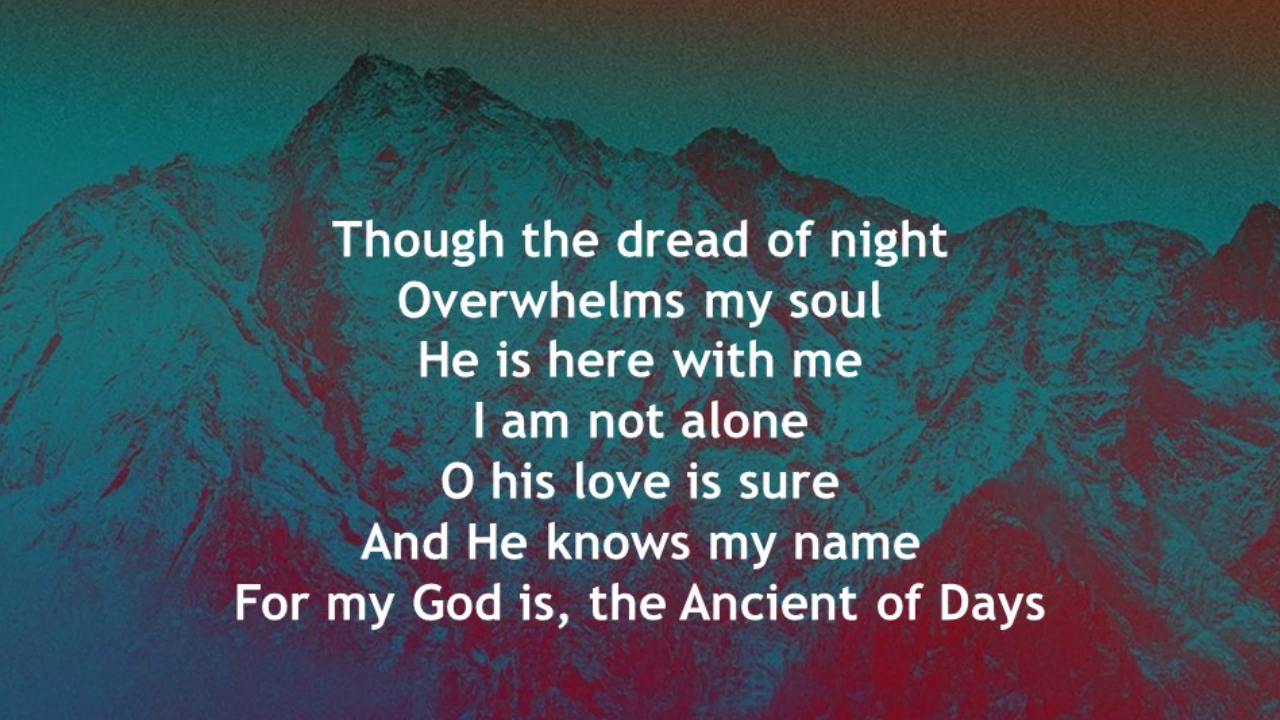 Though the dread of night
Overwhelms my soul
He is here with me
I am not alone
O his love is sure
And He knows my name
For my God is, the Ancient of Days